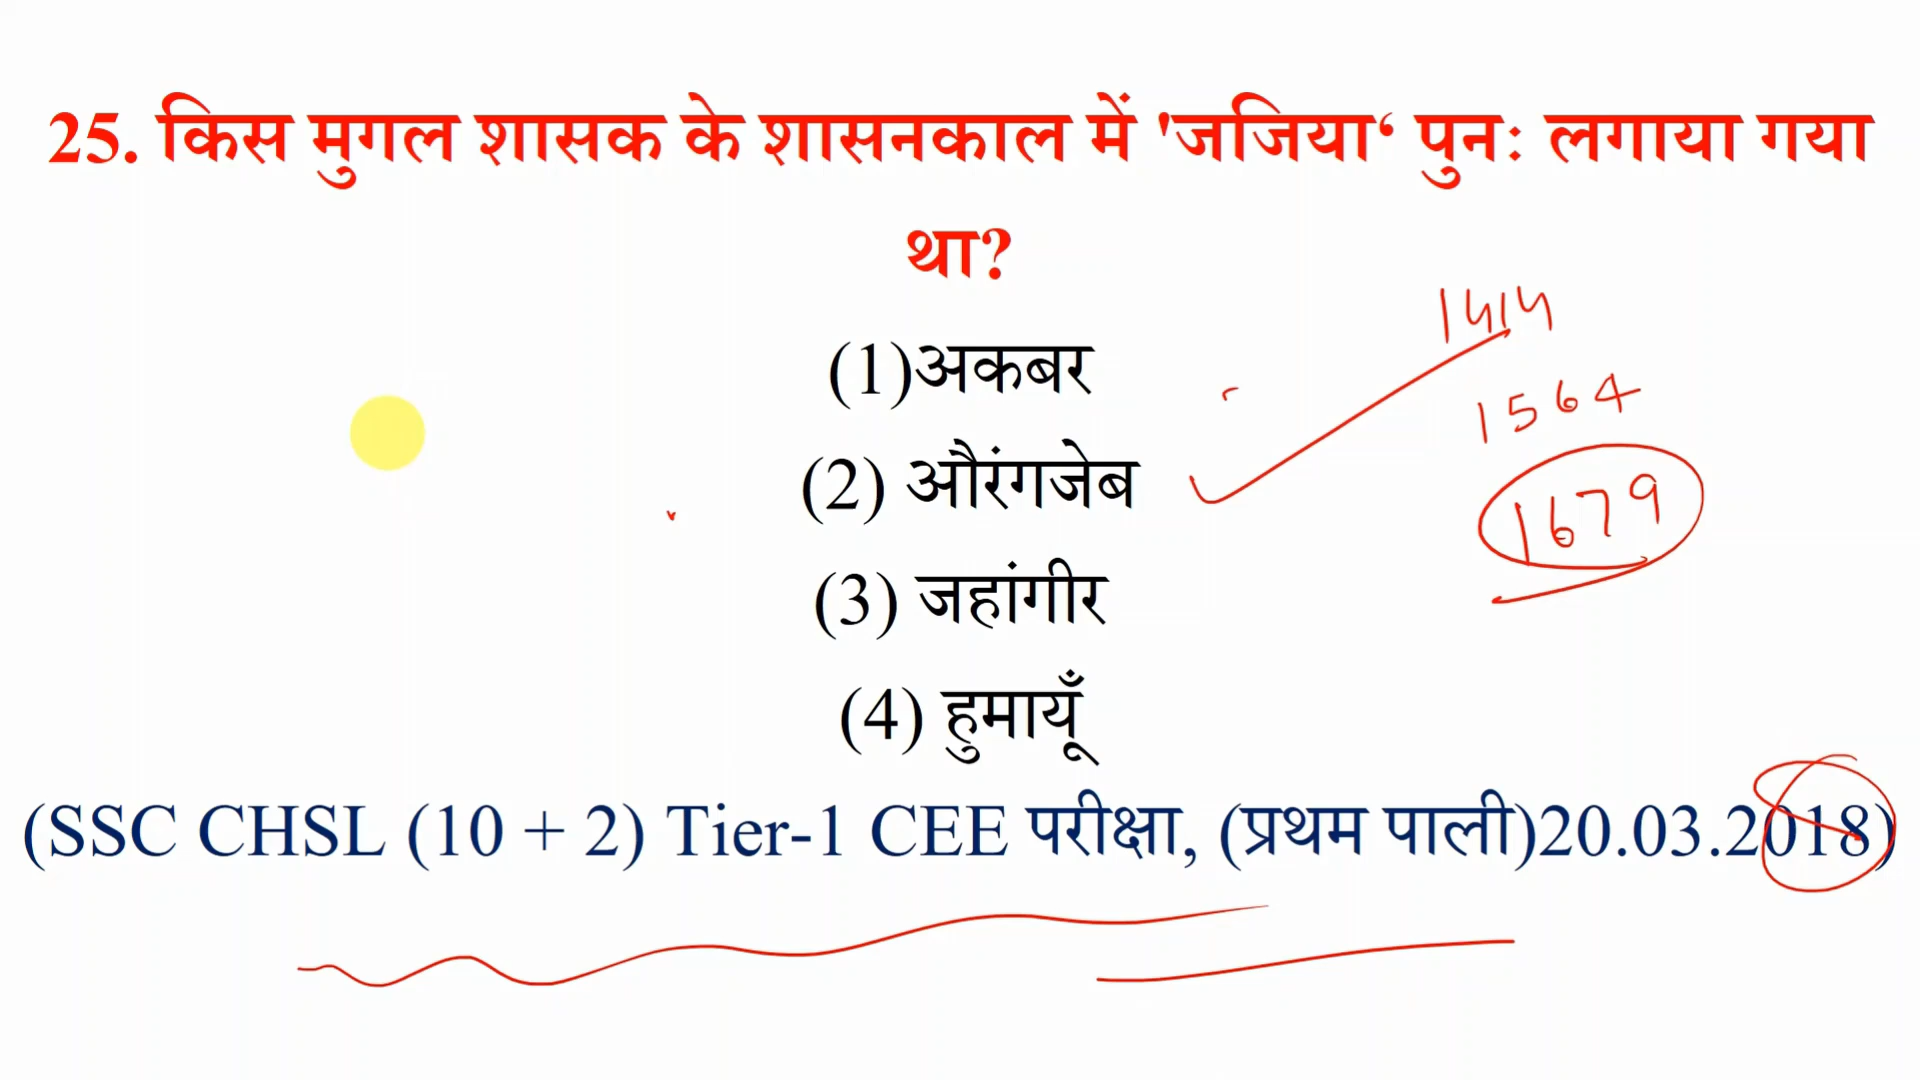 25. किस मुगल शासक के शासनकाल में 'जजिया‘ पुनः लगाया गया
था?
(1)अकबर
1564
(2) औरंगजेब
1679
(3) जहांगीर
(4) हुमायूँ
(SSC CHSL (10 + 2) Tier-1 CEE परीक्षा, (प्रथम पाली)20.03.2018)